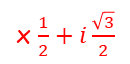 × 1/2 + i √3/2